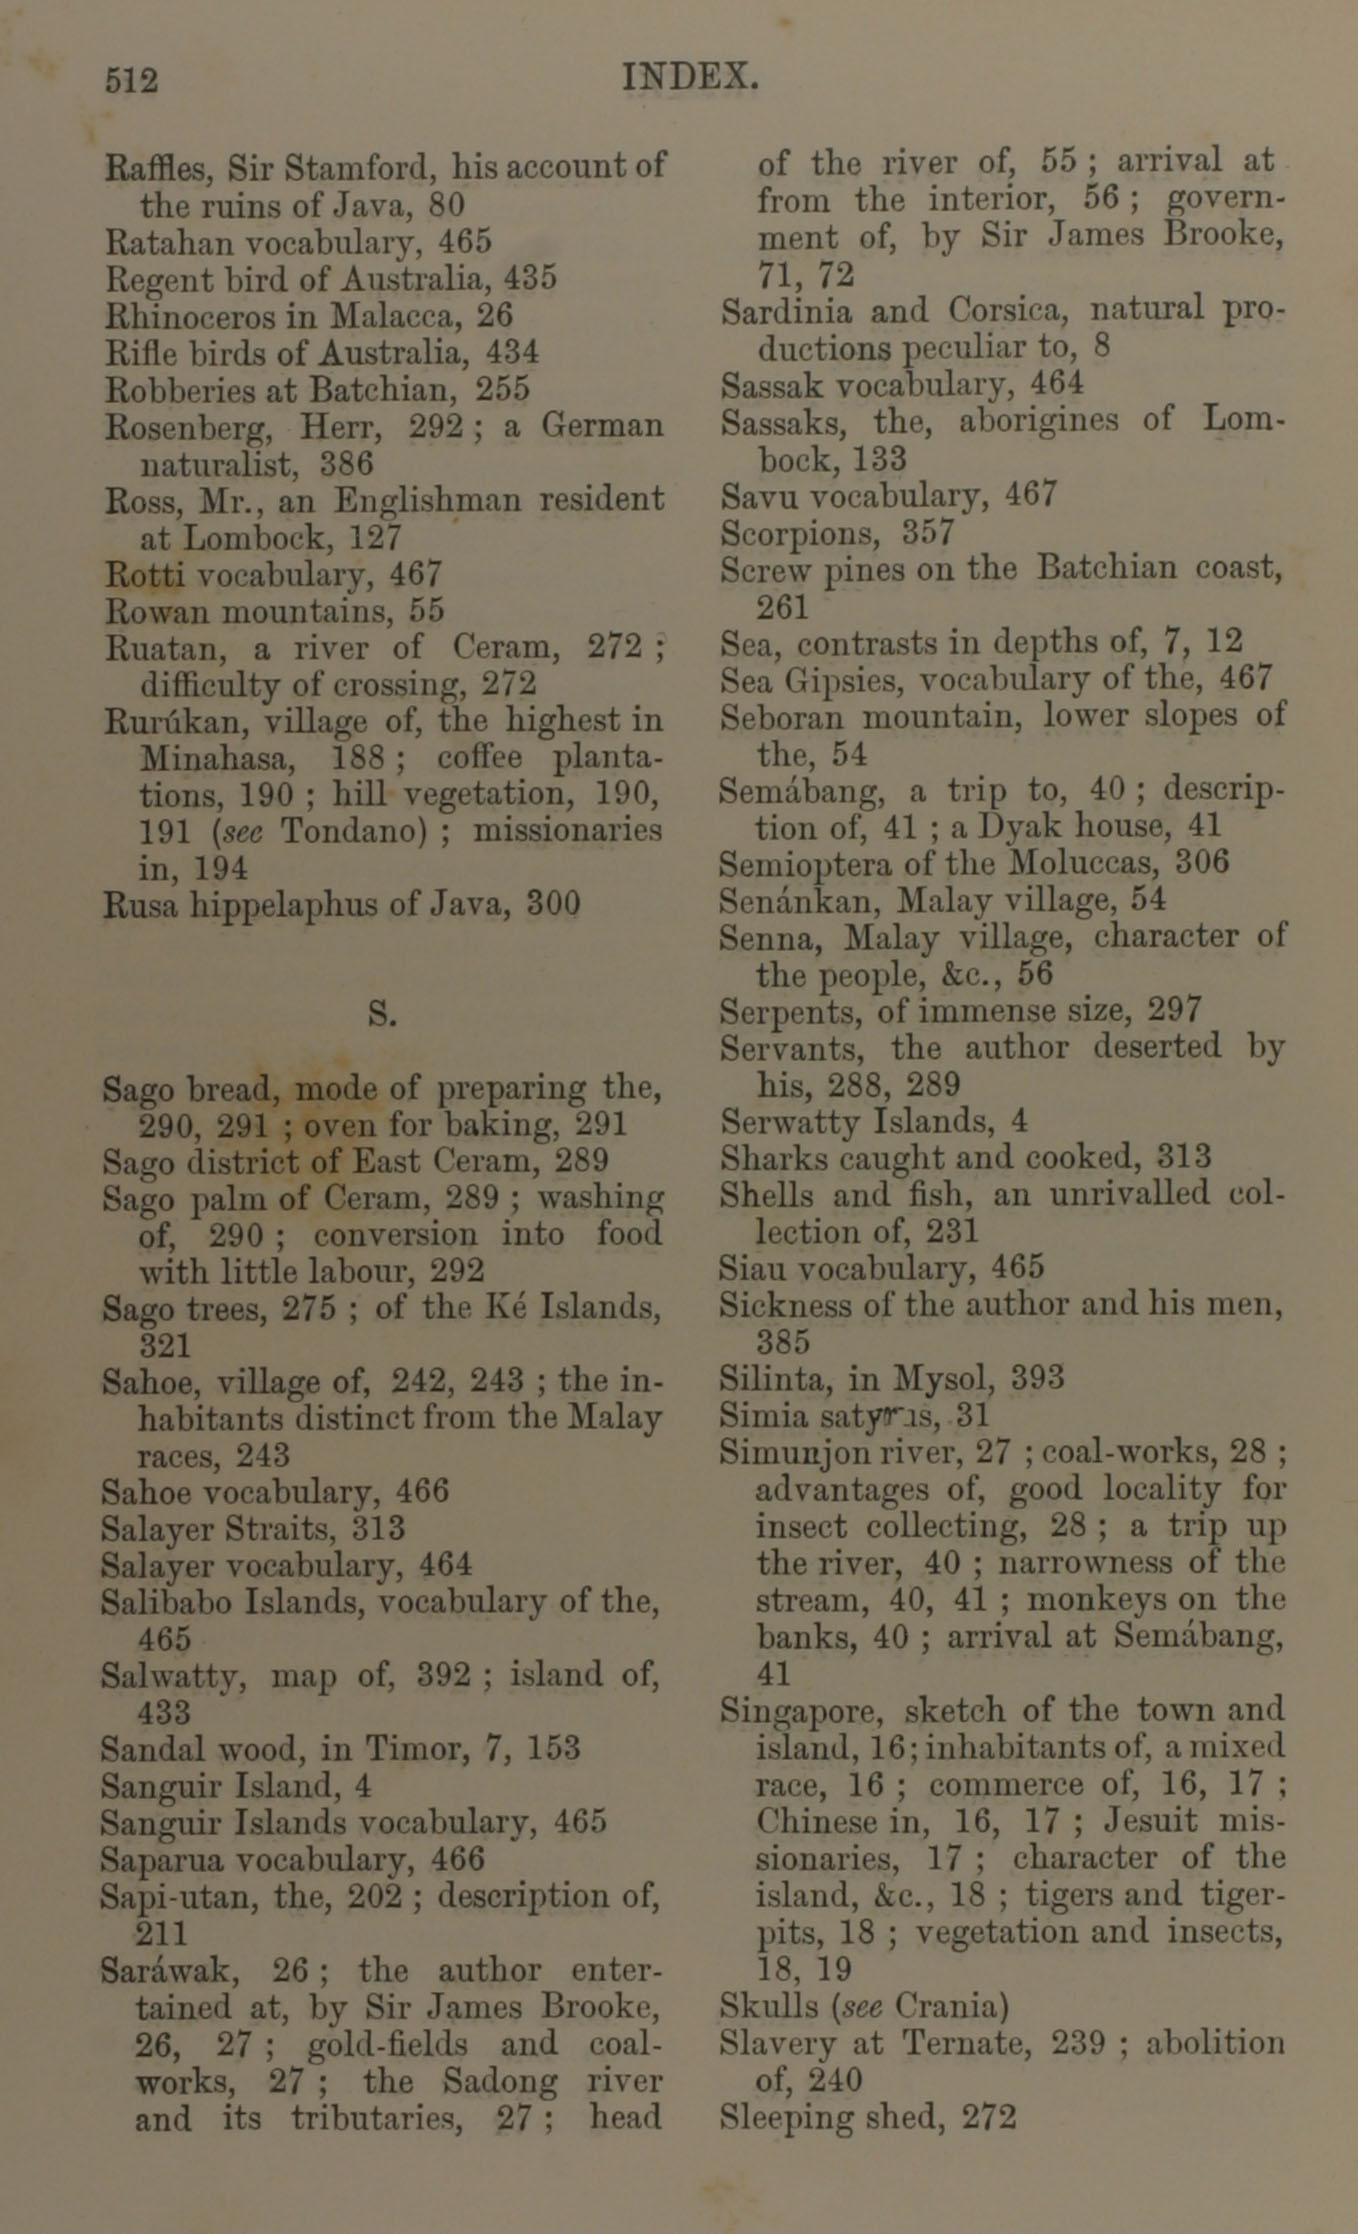 512
INDEX.
Raffles, Sir Stamford, his account of
the ruins of Java, 80
Ratahan vocabulary, 465
Regent bird of Australia, 435
Rhinoceros in Malacca, 26
Rifle birds of Australia, 434
Robberies at Batchian, 255
Rosenberg, Herr, 292 ; a German
naturalist, 386
Ross, Mr., an Englishman resident
at Lombock, 127
Rotti vocabulary, 467
Rowan mountains, 55
Ruatan, a river of Ceram, 272 ;
difficulty of crossing, 272
Rurúkan, village of, the highest in
Minahasa, 188 ; coffee planta-
tions, 190 ; hill vegetation, 190,
191 (see Tondano) ; missionaries
in, 194
Rusa hippelaphus of Java, 300
S.
Sago bread, mode of preparing the,
290, 291 ; oven for baking, 291
Sago district of East Ceram, 289
Sago palm of Ceram, 289 ; washing
of, 290 ; conversion into food
with little labour, 292
Sago trees, 275 ; of the Ké Islands,
321
Sahoe, village of, 242, 243 ; the in-
habitants distinct from the Malay
races, 243
Sahoe vocabulary, 466
Salayer Straits, 313
Salayer vocabulary, 464
Salibabo Islands, vocabulary of the,
465
Salwatty, map of, 392 ; island of,
433
Sandal wood, in Timor, 7, 153
Sanguir Island, 4
Sanguir Islands vocabulary, 465
Saparua vocabulary, 466
Sapi-utan, the, 202 ; description of,
211
Saráwak, 26 ; the author enter-
tained at, by Sir James Brooke,
26, 27 ; gold-fields and coal-
works, 27 ; the Sadong river
and its tributaries, 27 ; head
of the river of, 55 ; arrival at
from the interior, 56 ; govern-
ment of, by Sir James Brooke,
71, 72
Sardinia and Corsica, natural pro-
ductions peculiar to, 8
Sassak vocabulary, 464
Sassaks, the, aborigines of Lom-
bock, 133
Savu vocabulary, 467
Scorpions, 357
Screw pines on the Batchian coast,
261
Sea, contrasts in depths of, 7, 12
Sea Gipsies, vocabulary of the, 467
Seboran mountain, lower slopes of
the, 54
Semábang, a trip to, 40 ; descrip-
tion of, 41 ; a Dyak house, 41
Semioptera of the Moluccas, 306
Senánkan, Malay village, 54
Senna, Malay village, character of
the people, &c., 56
Serpents, of immense size, 297
Servants, the author deserted by
his, 288, 289
Serwatty Islands, 4
Sharks caught and cooked, 313
Shells and fish, an unrivalled col-
lection of, 231
Siau vocabulary, 465
Sickness of the author and his men,
385
Silinta, in Mysol, 393
Simia satyrus, 31
Simunjon river, 27 ; coal-works, 28 ;
advantages of, good locality for
insect collecting, 28 ; a trip up
the river, 40 ; narrowness of the
stream, 40, 41 ; monkeys on the
banks, 40 ; arrival at Semábang,
41
Singapore, sketch of the town and
island, 16; inhabitants of, a mixed
race, 16 ; commerce of, 16, 17 ;
Chinese in, 16, 17 ; Jesuit mis-
sionaries, 17 ; character of the
island, &c., 18 ; tigers and tiger-
pits, 18 ; vegetation and insects,
18, 19
Skulls (see Crania)
Slavery at Ternate, 239 ; abolition
of, 240
Sleeping shed, 272